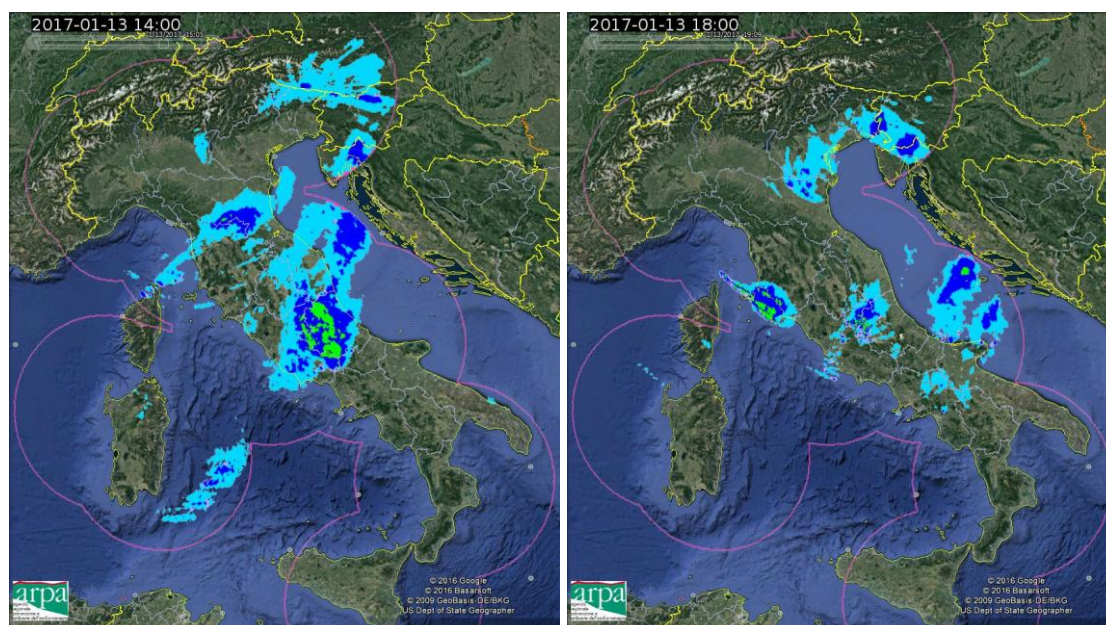 2017-01-13 14:00
arpa
© 2016 Google
© 2016 Basarsoft
© 2009 GeoBasis-DE/BKG
US Dept of State Geographer
2017-01-13 18:00
arpa
© 2016 Google
© 2016 Basarsoft
© 2009 GeoBasis-DE/BKG
US Dept of State Geographer